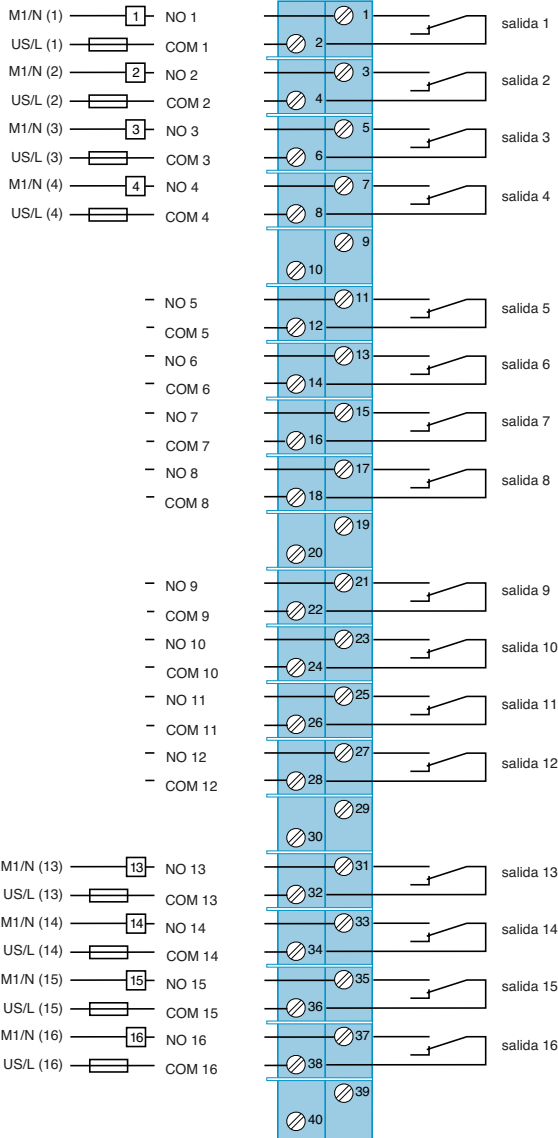 M1/N (1) 1 NO 1 1 salida 1
US/L (1) COM 1 2
M1/N (2) 2 NO 2 3 salida 2
US/L (2) COM 2 4
M1/N (3) 3 NO 3 5 salida 3
US/L (3) COM 3 6
M1/N (4) 4 NO 4 7 salida 4
US/L (4) COM 4 8
9
10
NO 5 11 salida 5
COM 5 12
NO 6 13 salida 6
COM 6 14
NO 7 15 salida 7
COM 7 16
NO 8 17 salida 8
COM 8 18
19
20
NO 9 21 salida 9
COM 9 22
NO 10 23 salida 10
COM 10 24
NO 11 25 salida 11
COM 11 26
NO 12 27 salida 12
COM 12 28
29
30
M1/N (13) 13 NO 13 31 salida 13
US/L (13) COM 13 32
M1/N (14) 14 NO 14 33 salida 14
US/L (14) COM 14 34
M1/N (15) 15 NO 15 35 salida 15
US/L (15) COM 15 36
M1/N (16) 16 NO 16 37 salida 16
US/L (16) COM 16 38
39
40